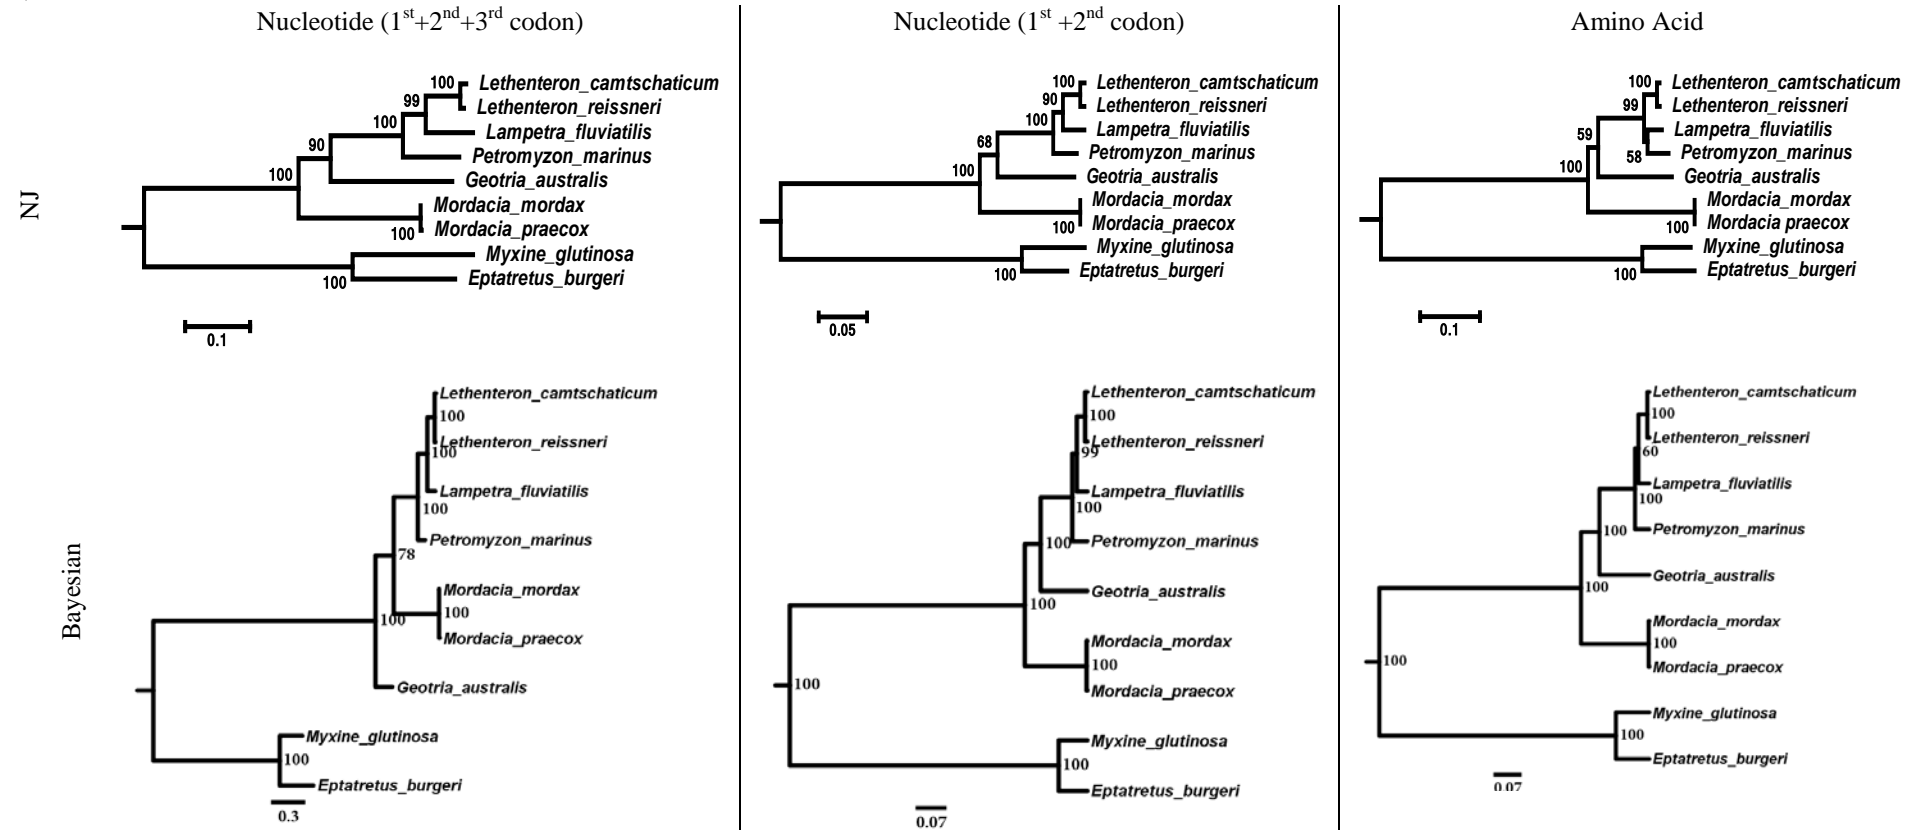 Nucleotide (1st+2nd+3rd codon)
Nucleotide (1st +2nd codon)
Amino Acid
NJ
100
Lethenteron_camtschaticum
99
Lethenteron_reissneri
100
Lampetra_fluviatilis
90
Petromyzon_marinus
100
Geotria_australis
Mordacia_mordax
100
Mordacia_praecox
Myxine_glutinosa
100
Eptatretus_burgeri
0.1
100
Lethenteron_camtschaticum
90
Lethenteron_reissneri
100
Lampetra_fluviatilis
68
Petromyzon_marinus
100
Geotria_australis
Mordacia_mordax
100
Mordacia_praecox
Myxine_glutinosa
100
Eptatretus_burgeri
0.05
100
Lethenteron_camtschaticum
99
Lethenteron_reissneri
Lampetra_fluviatilis
59
58
Petromyzon_marinus
100
Geotria_australis
Mordacia_mordax
100
Mordacia praecox
Myxine_glutinosa
100
Eptatretus_burgeri
0.1
Bayesian
Lethenteron_camtschaticum
100
Lethenteron_reissneri
100
Lampetra_fluviatilis
100
Petromyzon_marinus
78
Mordacia_mordax
100
100
Mordacia_praecox
Geotria_australis
Myxine_glutinosa
100
Eptatretus_burgeri
0.3
Lethenteron_camtschaticum
100
Lethenteron_reissneri
99
Lampetra_fluviatilis
100
Petromyzon_marinus
100
Geotria_australis
100
Mordacia_mordax
100
Mordacia_praecox
100
Myxine_glutinosa
100
Eptatretus_burgeri
0.07
Lethenteron_camtschaticum
100
Lethenteron_reissneri
60
Lampetra_fluviatilis
100
Petromyzon_marinus
100
Geotria_australis
100
Mordacia_mordax
100
Mordacia_praecox
100
Myxine_glutinosa
100
Eptatretus_burgeri
0.07